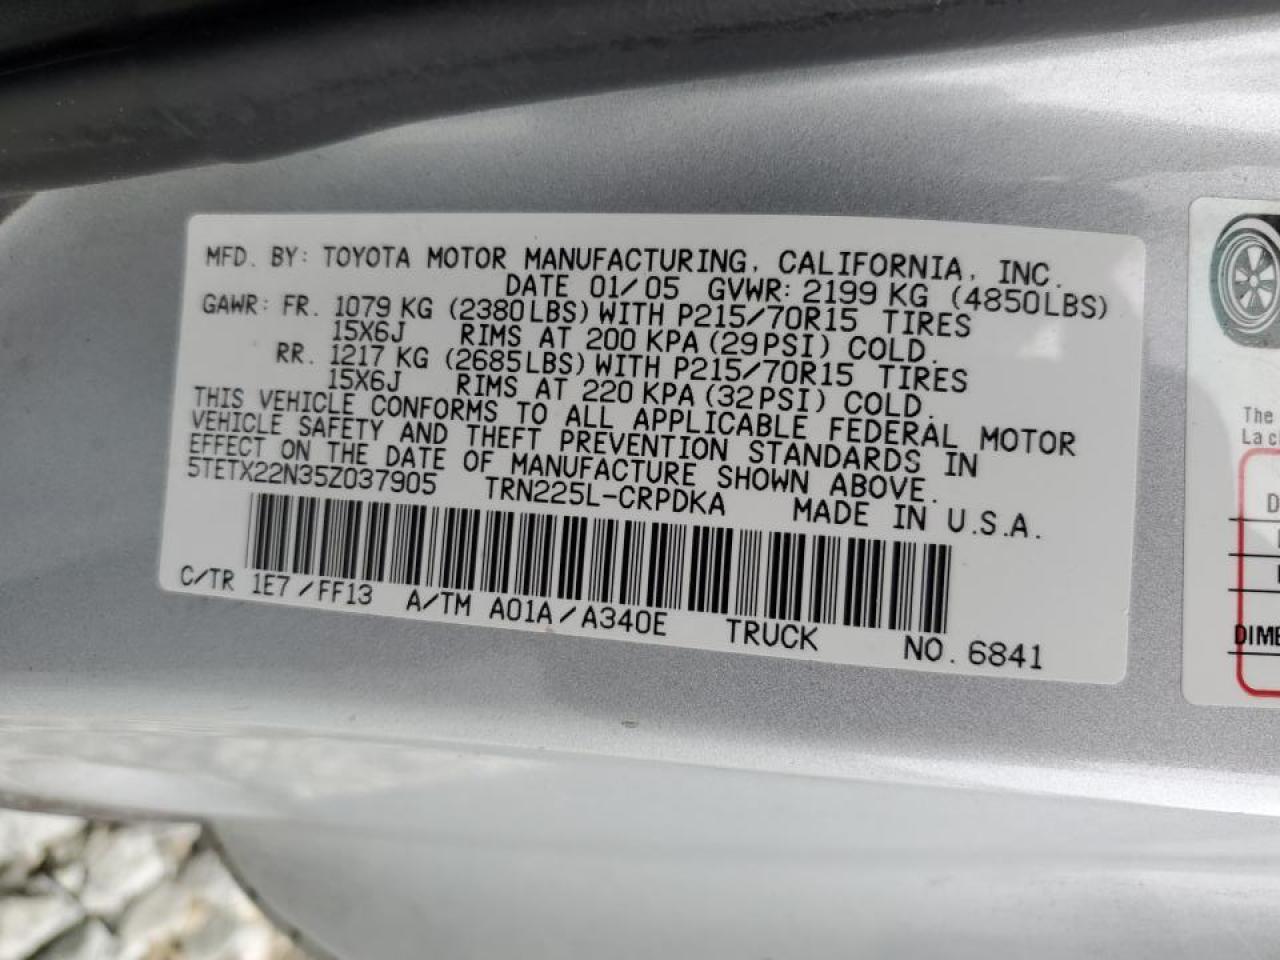 MFD. BY: TOYOTA MOTOR MANUFACTURING, CALIFORNIA, INC.
DATE 01/05 GVWR: 2199 KG (4850LBS)
GAWR: FR. 1079 KG (2380LBS) WITH P215/70R15 TIRES
15X6J RIMS AT 200 KPA (29PSI) COLD.
RR. 1217 KG (2685LBS) WITH P215/70R15 TIRES
15X6J RIMS AT 220 KPA (32PSI) COLD.
THIS VEHICLE CONFORMS TO ALL APPLICABLE FEDERAL MOTOR
VEHICLE SAFETY AND THEFT PREVENTION STANDARDS IN
EFFECT ON THE DATE OF MANUFACTURE SHOWN ABOVE.
5TETX22N35Z037905 TRN225L-CRPDKA MADE IN U.S.A.
C/TR 1E7/FF13 A/TM A01A/A340E TRUCK NO. 6841
The
La
DIME